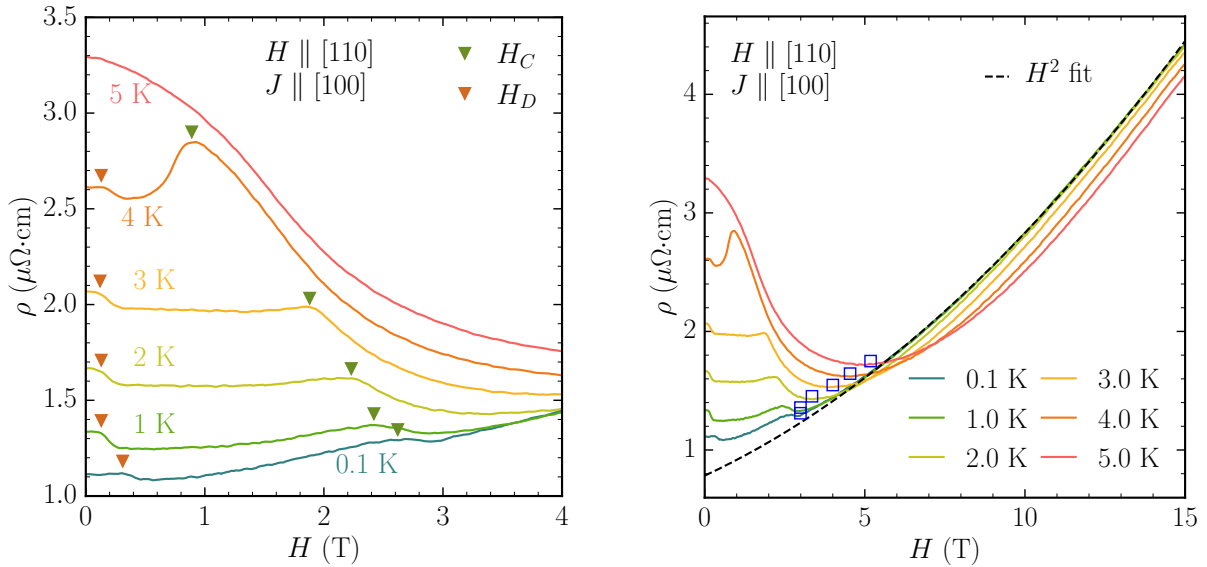 3.5
3.0
2.5
2.0
1.5
1.0
ρ (μΩ·cm)
H ∥ [110]
J ∥ [100]
H_C
H_D
5 K
4 K
3 K
2 K
1 K
0.1 K
0 1 2 3 4
H (T)
4
3
2
1
ρ (μΩ·cm)
H ∥ [110]
J ∥ [100]
H² fit
0.1 K 3.0 K
1.0 K 4.0 K
2.0 K 5.0 K
0 5 10 15
H (T)